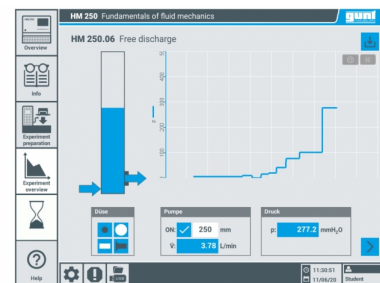 HM 250 Fundamentals of fluid mechanics
gunt
Overview
HM 250.06 Free discharge
Info
Experiment
preparation
Experiment
overview
Help
400
300
200
100
p
Düse
Pumpe
ON: 250 mm
V̇: 3.78 L/min
Druck
p: 277.2 mmH₂O
11:30:51
11/06/20
Student